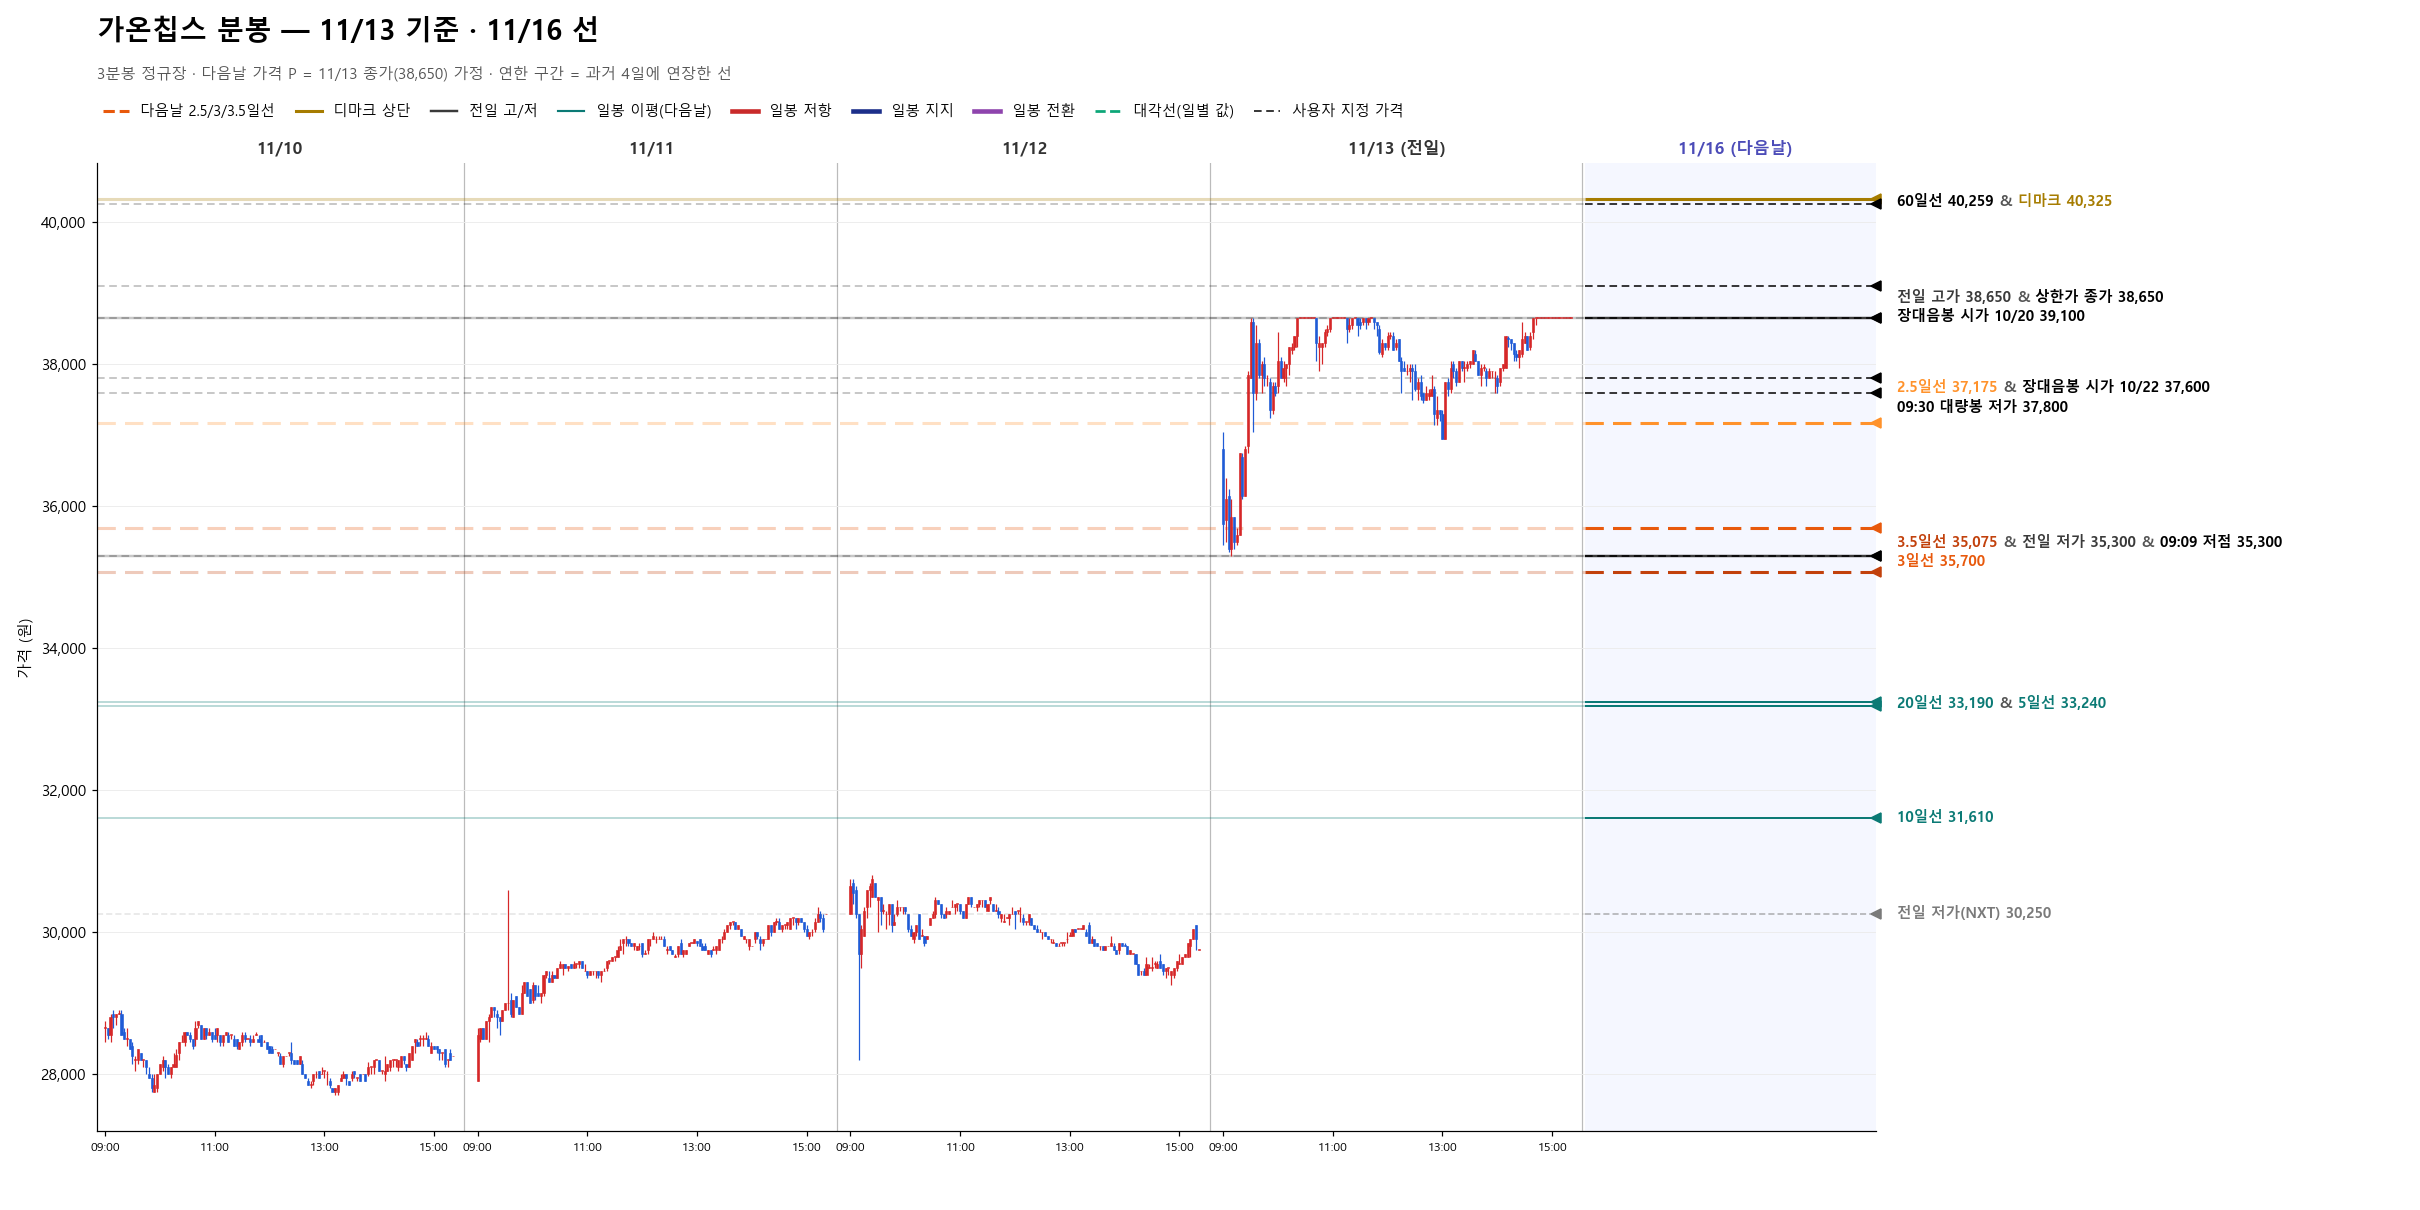 가온칩스 분봉 — 11/13 기준 · 11/16 선
3분봉 정규장 · 다음날 가격 P = 11/13 종가(38,650) 가정 · 연한 구간 = 과거 4일에 연장한 선
다음날 2.5/3/3.5일선 디마크 상단 전일 고/저 일봉 이평(다음날) 일봉 저항 일봉 지지 일봉 전환 대각선(일별 값) 사용자 지정 가격
11/10 11/11 11/12 11/13 (전일) 11/16 (다음날)
가격 (원)
40,000
38,000
36,000
34,000
32,000
30,000
28,000
60일선 40,259 & 디마크 40,325
전일 고가 38,650 & 상한가 종가 38,650
장대음봉 시가 10/20 39,100
2.5일선 37,175 & 장대음봉 시가 10/22 37,600
09:30 대량봉 저가 37,800
3.5일선 35,075 & 전일 저가 35,300 & 09:09 저점 35,300
3일선 35,700
20일선 33,190 & 5일선 33,240
10일선 31,610
전일 저가(NXT) 30,250
09:00 11:00 13:00 15:00 09:00 11:00 13:00 15:00 09:00 11:00 13:00 15:00 09:00 11:00 13:00 15:00